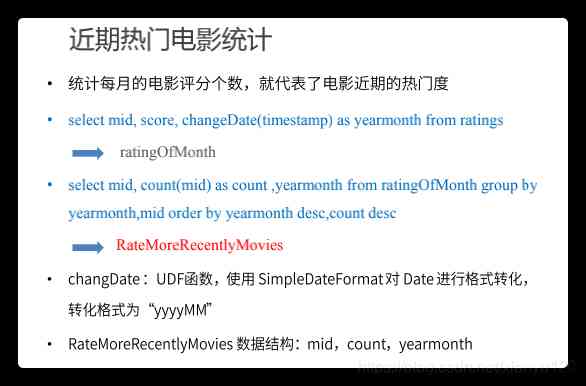 近期热门电影统计
• 统计每月的电影评分个数，就代表了电影近期的热门度
• select mid, score, changeDate(timestamp) as yearmonth from ratings
ratingOfMonth
• select mid, count(mid) as count ,yearmonth from ratingOfMonth group by
yearmonth,mid order by yearmonth desc,count desc
RateMoreRecentlyMovies
• changDate：UDF函数，使用 SimpleDateFormat 对 Date 进行格式转化，
转化格式为“yyyyMM”
• RateMoreRecentlyMovies 数据结构：mid，count，yearmonth